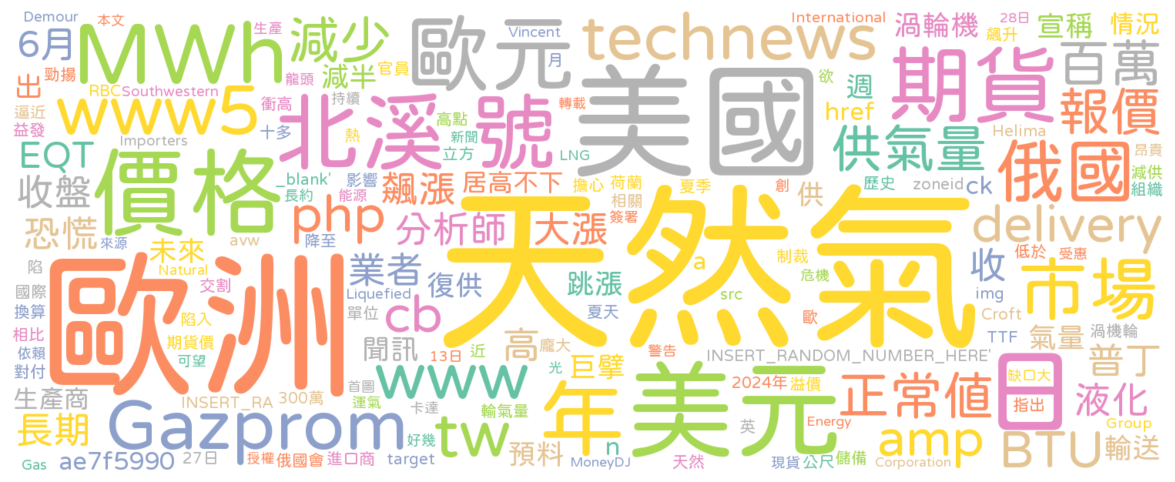 Demour
本文
生產
6月
MWh
減少
歐元
Vincent
月
technews
International
渦輪機
28日
飆升
宣稱
情況
出
勁揚
RBC
Southwestern
龍頭
減半
官員
美國
期貨
百萬
逼近
益發
www5
衝高
持續
北溪
號
高點
轉載
新聞
立方
LNG
欲
週
href
報價
十多
Importers
熱
供氣量
Helima
EQT
收盤
價格
_blank'
長約
影響
能源
飆漲
居高不下
擔心
荷蘭
相關
夏季
創
供
歷史
zoneid
ck
俄國
昂貴
減供
組織
恐慌
來源
php
分析師
簽署
大漲
天然氣
delivery
未來
avw
降至
陷
Natural
交割
歐洲
業者
復供
跳漲
a
制裁
危機
收
低於
受惠
市場
國際
換算
陷入
Liquefied
單位
cb
夏天
src
歐
img
Croft
TTF
氣量
渦機輪
相比
依賴
對付
期貨價
可望
聞訊
13日
近
高
龐大
警告
INSERT_RANDOM_NUMBER_HERE'
普丁
生產商
INSERT_RA
300萬
首圖
運氣
www
卡達
光
巨擘
年
美元
2024年
溢價
正常值
日
缺口大
指出
液化
長期
Gazprom
輸氣量
tw
好幾
英
Energy
amp
Group
BTU
輸送
Gas
ae7f5990
27日
授權
俄國會
進口商
target
n
預料
MoneyDJ
天然
現貨
公尺
儲備
Corporation